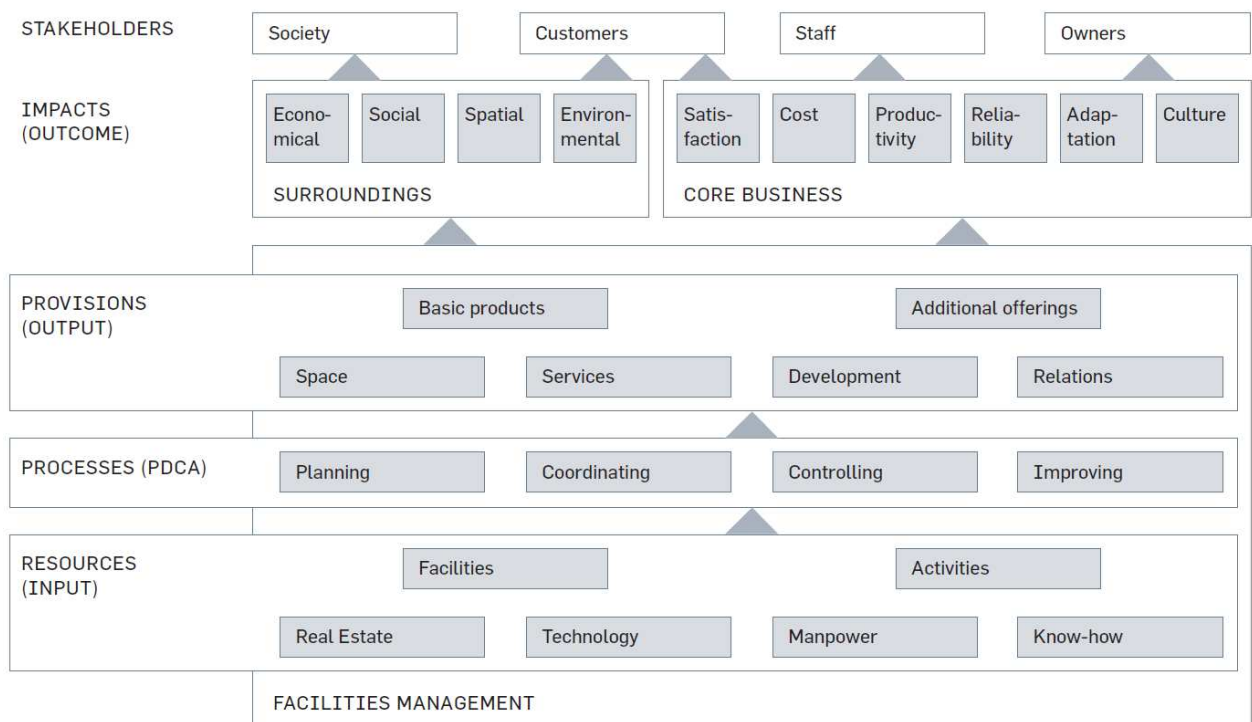 STAKEHOLDERS
Society
Customers
Staff
Owners
IMPACTS
(OUTCOME)
Econo-
mical
Social
Spatial
Environ-
mental
Satis-
faction
Cost
Produc-
tivity
Relia-
bility
Adap-
tation
Culture
SURROUNDINGS
CORE BUSINESS
PROVISIONS
(OUTPUT)
Basic products
Additional offerings
Space
Services
Development
Relations
PROCESSES (PDCA)
Planning
Coordinating
Controlling
Improving
RESOURCES
(INPUT)
Facilities
Activities
Real Estate
Technology
Manpower
Know-how
FACILITIES MANAGEMENT